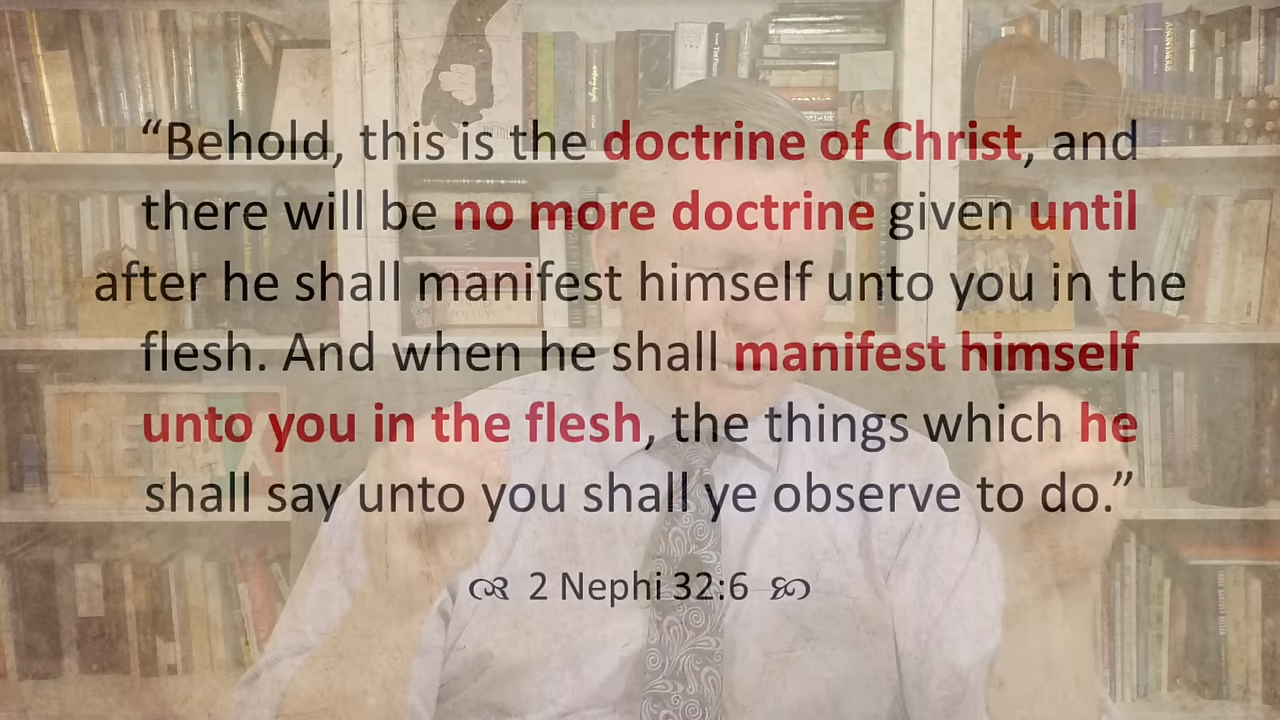 “Behold, this is the doctrine of Christ, and
there will be no more doctrine given until
after he shall manifest himself unto you in the
flesh. And when he shall manifest himself
unto you in the flesh, the things which he
shall say unto you shall ye observe to do.”
2 Nephi 32:6
RELAX
POETRY